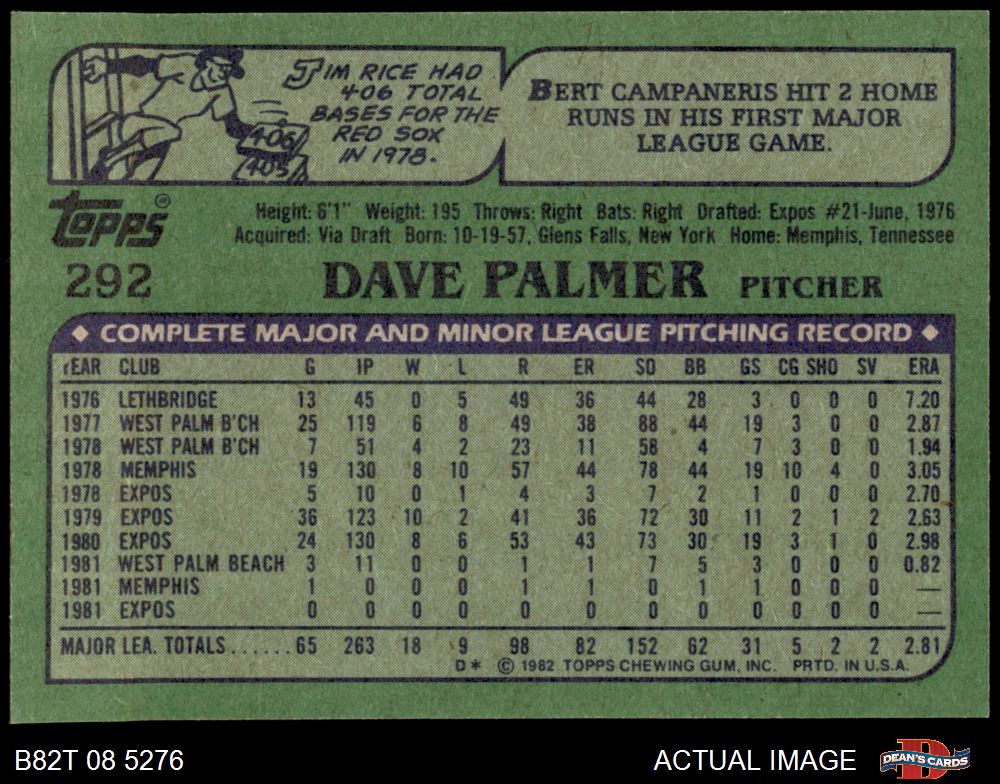 JIM RICE HAD
406 TOTAL
BASES FOR THE
RED SOX
IN 1978.
406
405
BERT CAMPANERIS HIT 2 HOME
RUNS IN HIS FIRST MAJOR
LEAGUE GAME.
topps®
Height: 6'1" Weight: 195 Throws: Right Bats: Right Drafted: Expos #21-June, 1976
Acquired: Via Draft Born: 10-19-57, Glens Falls, New York Home: Memphis, Tennessee
292 DAVE PALMER PITCHER
◆ COMPLETE MAJOR AND MINOR LEAGUE PITCHING RECORD ◆
YEAR CLUB G IP W L R ER SO BB GS CG SHO SV ERA
1976 LETHBRIDGE 13 45 0 5 49 36 44 28 3 0 0 0 7.20
1977 WEST PALM B'CH 25 119 6 8 49 38 88 44 19 3 0 0 2.87
1978 WEST PALM B'CH 7 51 4 2 23 11 58 4 7 3 0 0 1.94
1978 MEMPHIS 19 130 8 10 57 44 78 44 19 10 4 0 3.05
1978 EXPOS 5 10 0 1 4 3 7 2 1 0 0 0 2.70
1979 EXPOS 36 123 10 2 41 36 72 30 11 2 1 2 2.63
1980 EXPOS 24 130 8 6 53 43 73 30 19 3 1 0 2.98
1981 WEST PALM BEACH 3 11 0 0 1 1 7 5 3 0 0 0 0.82
1981 MEMPHIS 1 0 0 0 1 1 0 1 1 0 0 0 —
1981 EXPOS 0 0 0 0 0 0 0 0 0 0 0 0 —
MAJOR LEA. TOTALS......65 263 18 9 98 82 152 62 31 5 2 2 2.81
D* © 1982 TOPPS CHEWING GUM, INC. PRTD. IN U.S.A.
B82T 08 5276 ACTUAL IMAGE DEAN'S CARDS